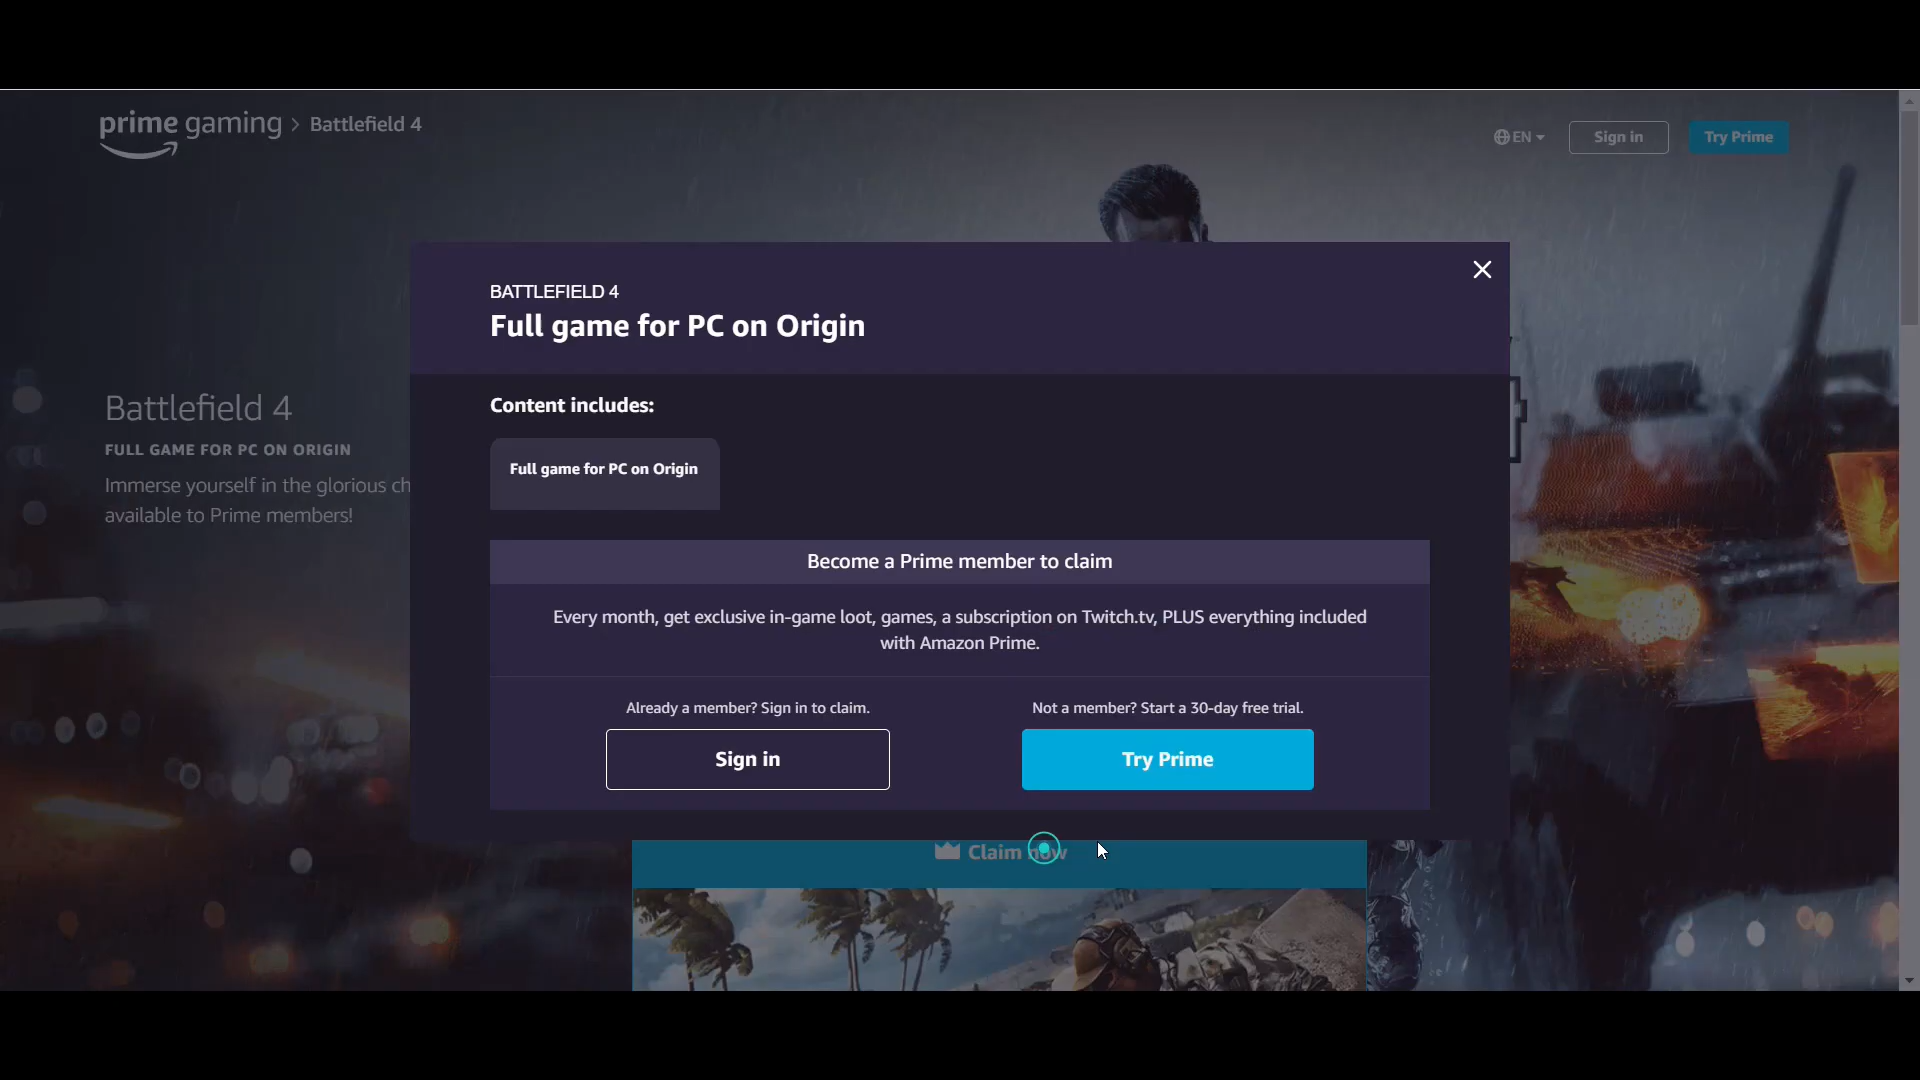 prime gaming > Battlefield 4
EN
Sign in
Try Prime
BATTLEFIELD 4
Full game for PC on Origin
Content includes:
Full game for PC on Origin
Battlefield 4
FULL GAME FOR PC ON ORIGIN
Immerse yourself in the glorious ch
available to Prime members!
Become a Prime member to claim
Every month, get exclusive in-game loot, games, a subscription on Twitch.tv, PLUS everything included
with Amazon Prime.
Already a member? Sign in to claim.
Sign in
Not a member? Start a 30-day free trial.
Try Prime
Claim now